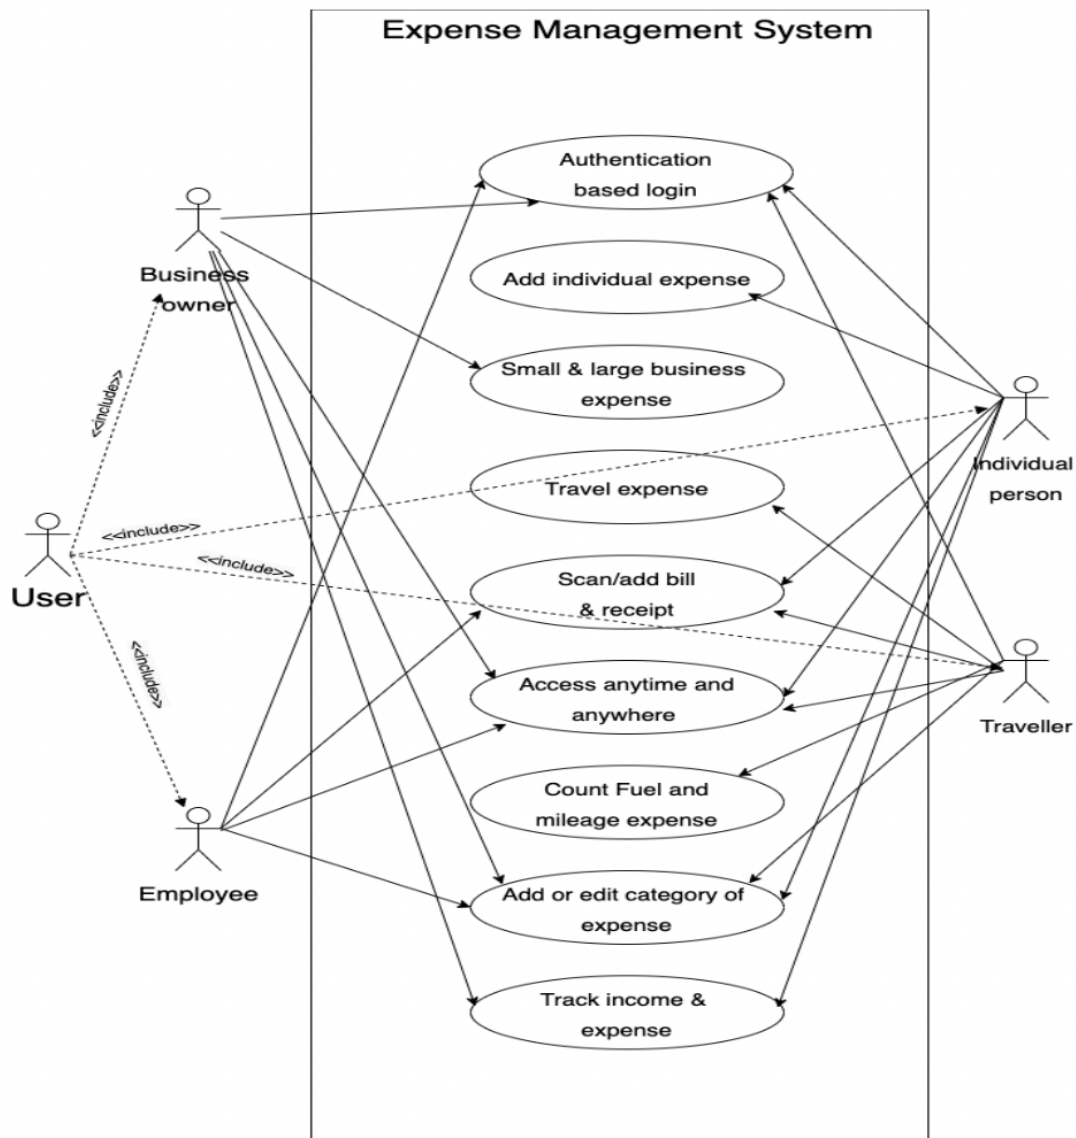 Expense Management System
Authentication
based login
Business
owner
Add individual expense
Small & large business
expense
<<include>>
Individual
person
Travel expense
<<include>>
<<include>>
User
Scan/add bill
& receipt
<<include>>
Access anytime and
anywhere
Traveller
Count Fuel and
mileage expense
Employee
Add or edit category of
expense
Track income &
expense